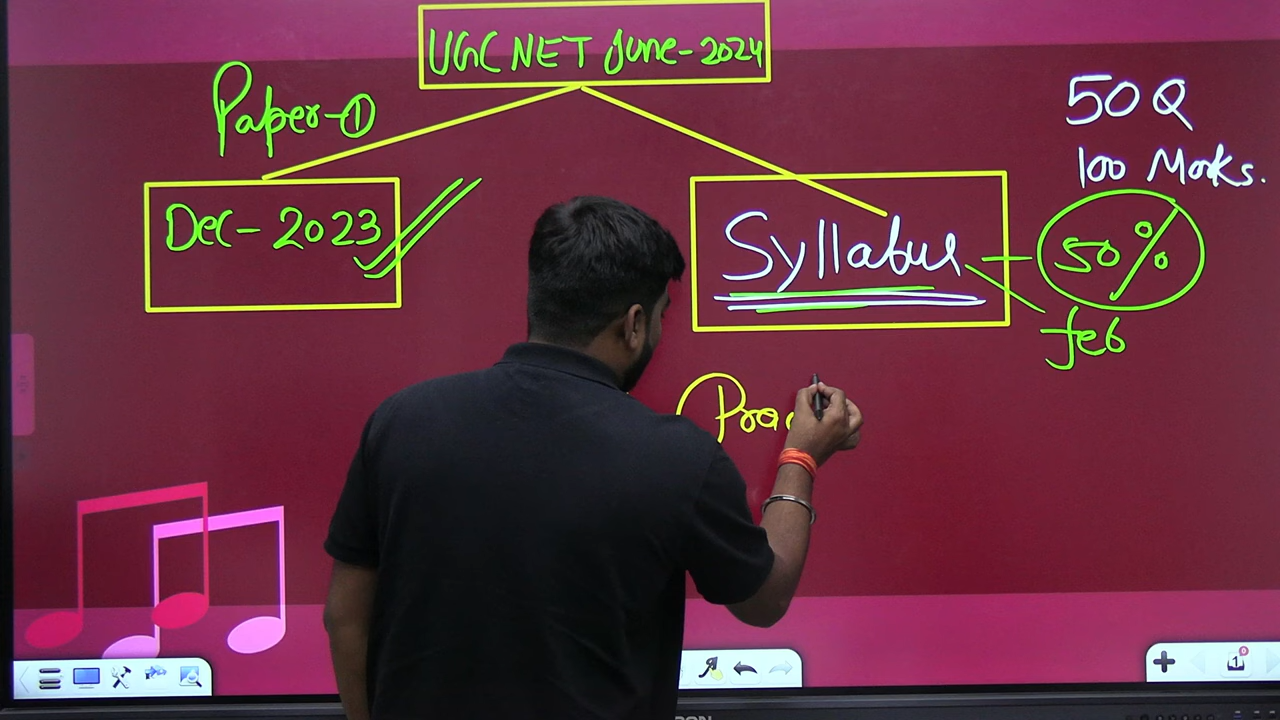 UGC NET June-2024
Paper-①
50 Q
100 Marks.
Dec-2023
Syllabus
50%
feb